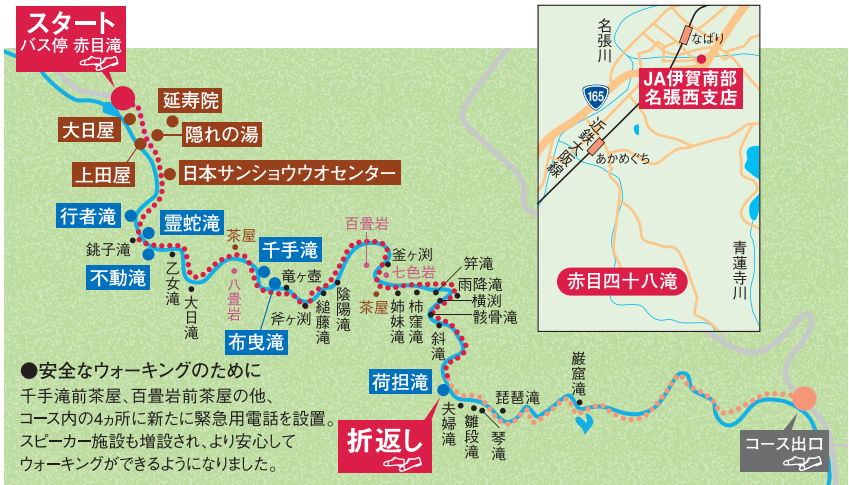 スタート
バス停 赤目滝
延寿院
大日屋
隠れの湯
上田屋
日本サンショウウオセンター
行者滝
霊蛇滝
銚子滝
不動滝
乙女滝
大日滝
茶屋
八畳岩
千手滝
竜ヶ壺
斧ヶ渕
布曳滝
縋藤滝
陰陽滝
百畳岩
釜ヶ渕
七色岩
茶屋
姉妹滝
柿窪滝
笄滝
雨降滝
横渕
骸骨滝
斜滝
荷担滝
折返し
夫婦滝
雛段滝
琴滝
琵琶滝
巌窟滝
コース出口
●安全なウォーキングのために
千手滝前茶屋、百畳岩前茶屋の他、
コース内の4ヵ所に新たに緊急用電話を設置。
スピーカー施設も増設され、より安心して
ウォーキングができるようになりました。
名張川
なばり
JA伊賀南部
名張西支店
165
近鉄大阪線
あかめぐち
青蓮寺川
赤目四十八滝